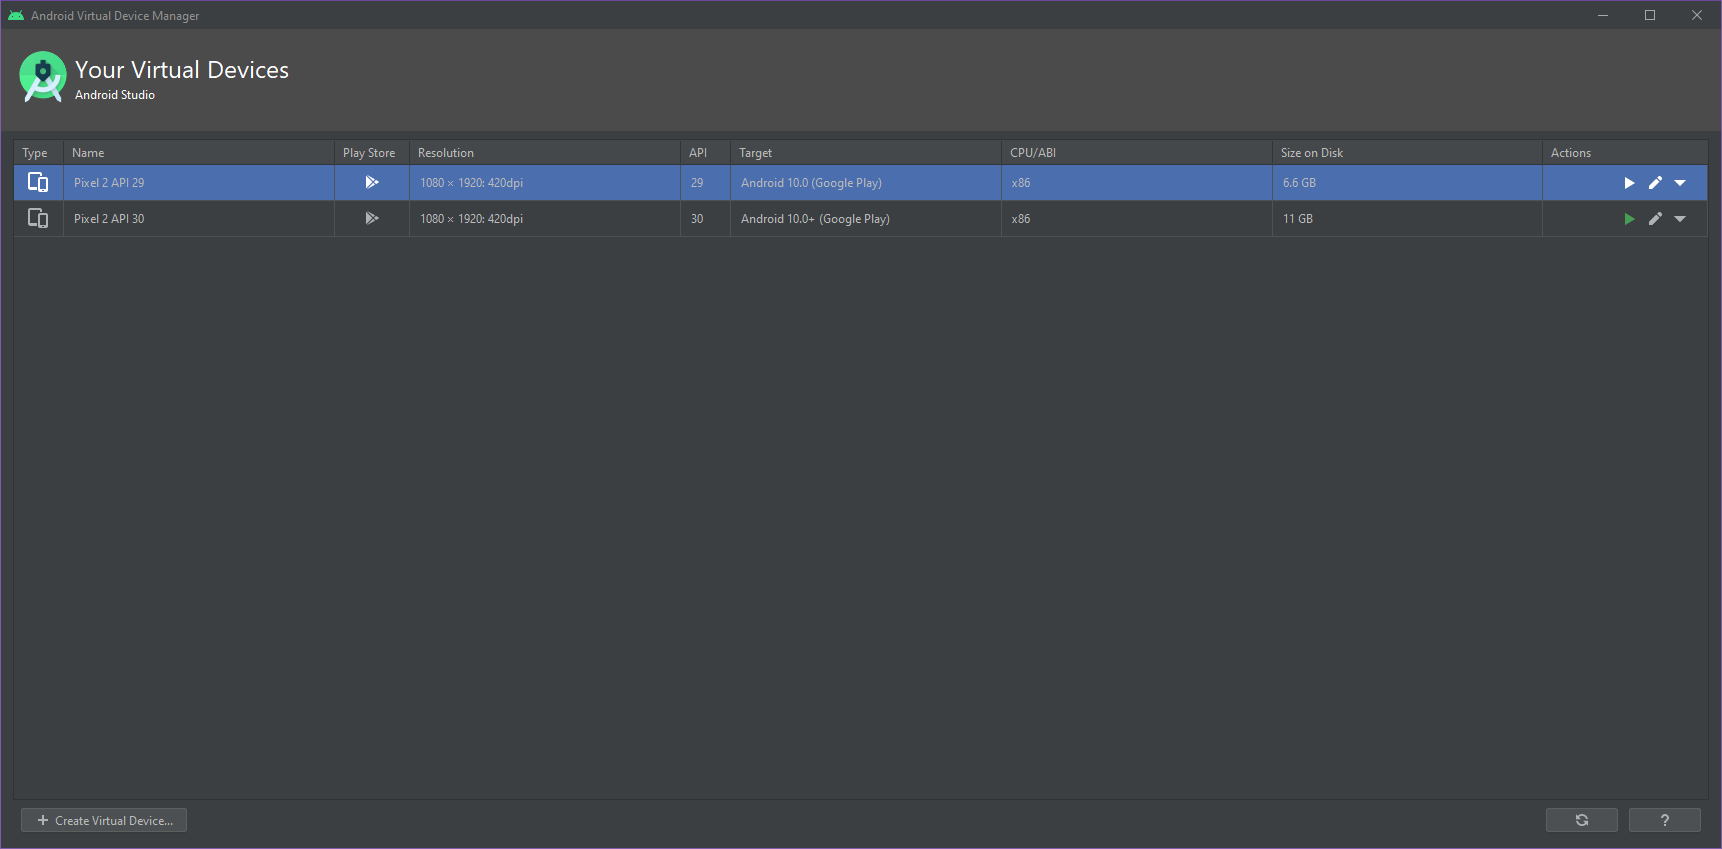 Android Virtual Device Manager
Your Virtual Devices
Android Studio
Type Name Play Store Resolution API Target CPU/ABI Size on Disk Actions
Pixel 2 API 29 1080 × 1920: 420dpi 29 Android 10.0 (Google Play) x86 6.6 GB
Pixel 2 API 30 1080 × 1920: 420dpi 30 Android 10.0+ (Google Play) x86 11 GB
+ Create Virtual Device... ?